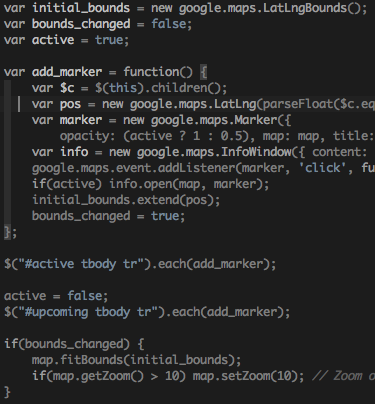 var initial_bounds = new google.maps.LatLngBounds();
var bounds_changed = false;
var active = true;
var add_marker = function() {
var $c = $(this).children();
var pos = new google.maps.LatLng(parseFloat($c.eq
var marker = new google.maps.Marker({
opacity: (active ? 1 : 0.5), map: map, title:
var info = new google.maps.InfoWindow({ content:
google.maps.event.addListener(marker, 'click', fu
if(active) info.open(map, marker);
initial_bounds.extend(pos);
bounds_changed = true;
};
$("#active tbody tr").each(add_marker);
active = false;
$("#upcoming tbody tr").each(add_marker);
if(bounds_changed) {
map.fitBounds(initial_bounds);
if(map.getZoom() > 10) map.setZoom(10); // Zoom o
}